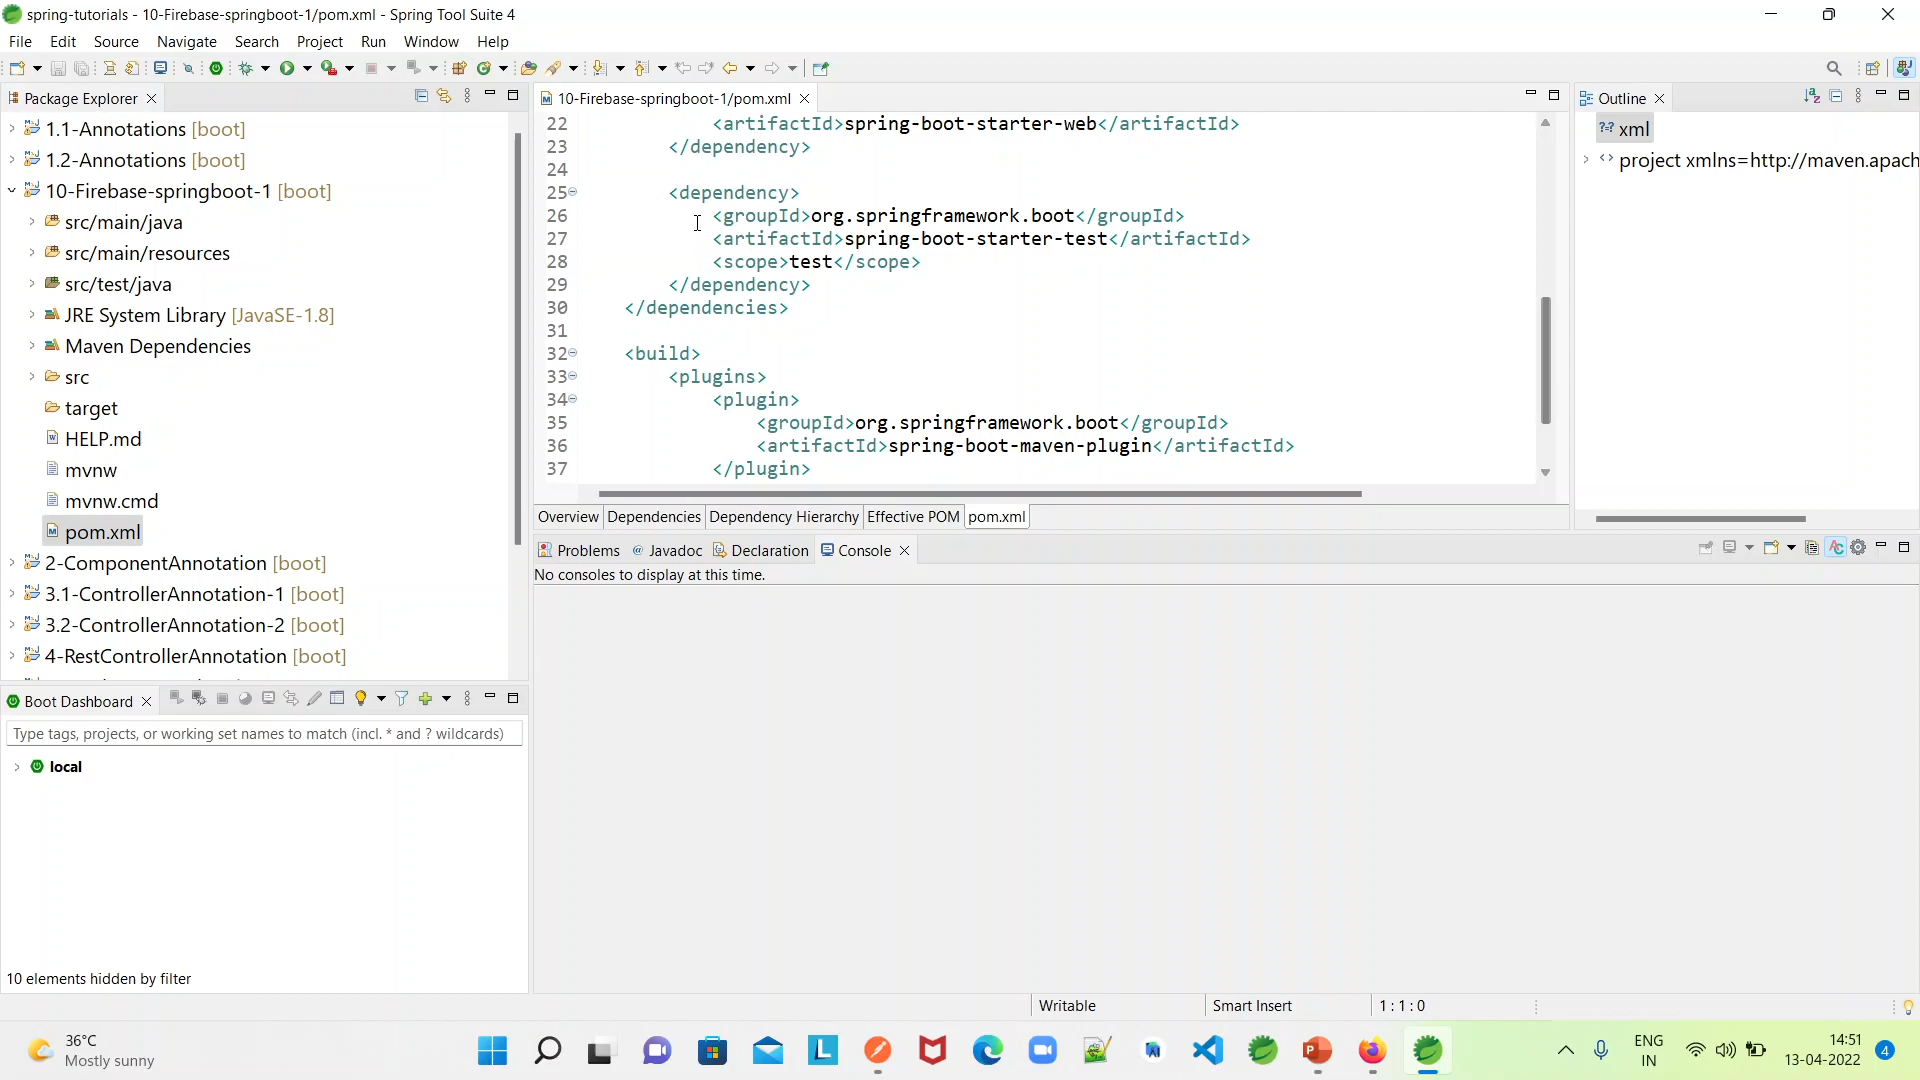 spring-tutorials - 10-Firebase-springboot-1/pom.xml - Spring Tool Suite 4
File Edit Source Navigate Search Project Run Window Help
Package Explorer
1.1-Annotations [boot]
1.2-Annotations [boot]
10-Firebase-springboot-1 [boot]
src/main/java
src/main/resources
src/test/java
JRE System Library [JavaSE-1.8]
Maven Dependencies
src
target
HELP.md
mvnw
mvnw.cmd
pom.xml
2-ComponentAnnotation [boot]
3.1-ControllerAnnotation-1 [boot]
3.2-ControllerAnnotation-2 [boot]
4-RestControllerAnnotation [boot]
10-Firebase-springboot-1/pom.xml
22 <artifactId>spring-boot-starter-web</artifactId>
23 </dependency>
24
25 <dependency>
26 <groupId>org.springframework.boot</groupId>
27 <artifactId>spring-boot-starter-test</artifactId>
28 <scope>test</scope>
29 </dependency>
30 </dependencies>
31
32 <build>
33 <plugins>
34 <plugin>
35 <groupId>org.springframework.boot</groupId>
36 <artifactId>spring-boot-maven-plugin</artifactId>
37 </plugin>
Overview Dependencies Dependency Hierarchy Effective POM pom.xml
Outline
xml
project xmlns=http://maven.apach
Problems Javadoc Declaration Console
No consoles to display at this time.
Boot Dashboard
Type tags, projects, or working set names to match (incl. * and ? wildcards)
local
10 elements hidden by filter
Writable Smart Insert 1 : 1 : 0
36°C
Mostly sunny
ENG
IN
14:51
13-04-2022
4